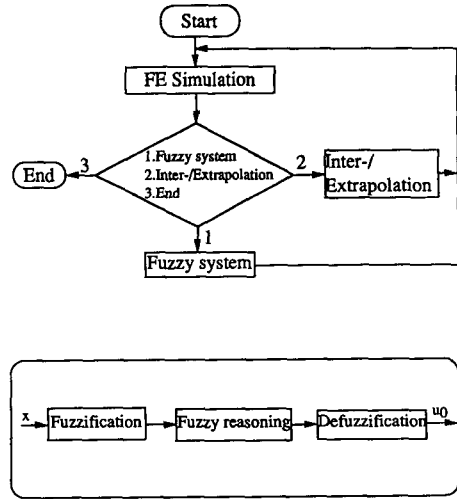 Start
FE Simulation
1.Fuzzy system
2.Inter-/Extrapolation
3.End
3
End
2
Inter-/
Extrapolation
1
Fuzzy system
x
Fuzzification
Fuzzy reasoning
Defuzzification
u0